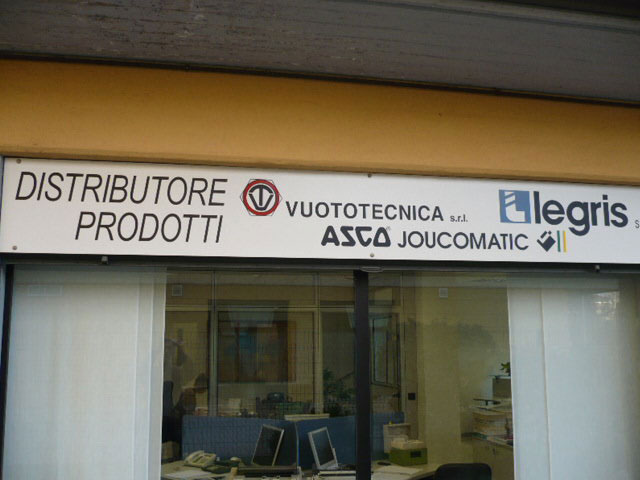 DISTRIBUTORE
PRODOTTI
VUOTOTECNICA s.r.l.
ASCO JOUCOMATIC
legris